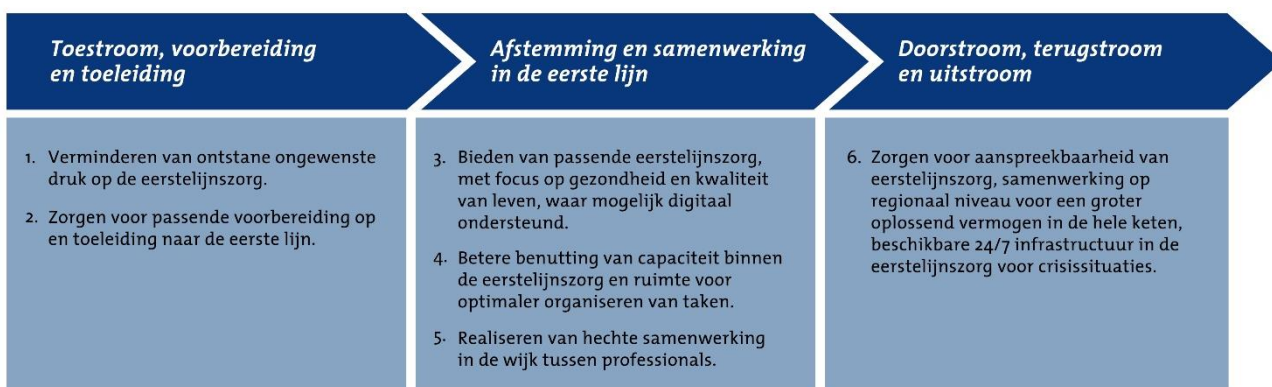 Toestroom, voorbereiding
en toeleiding
1. Verminderen van ontstane ongewenste
druk op de eerstelijnszorg.
2. Zorgen voor passende voorbereiding op
en toeleiding naar de eerste lijn.
Afstemming en samenwerking
in de eerste lijn
3. Bieden van passende eerstelijnszorg,
met focus op gezondheid en kwaliteit
van leven, waar mogelijk digitaal
ondersteund.
4. Betere benutting van capaciteit binnen
de eerstelijnszorg en ruimte voor
optimaler organiseren van taken.
5. Realiseren van hechte samenwerking
in de wijk tussen professionals.
Doorstroom, terugstroom
en uitstroom
6. Zorgen voor aanspreekbaarheid van
eerstelijnszorg, samenwerking op
regionaal niveau voor een groter
oplossend vermogen in de hele keten,
beschikbare 24/7 infrastructuur in de
eerstelijnszorg voor crisissituaties.